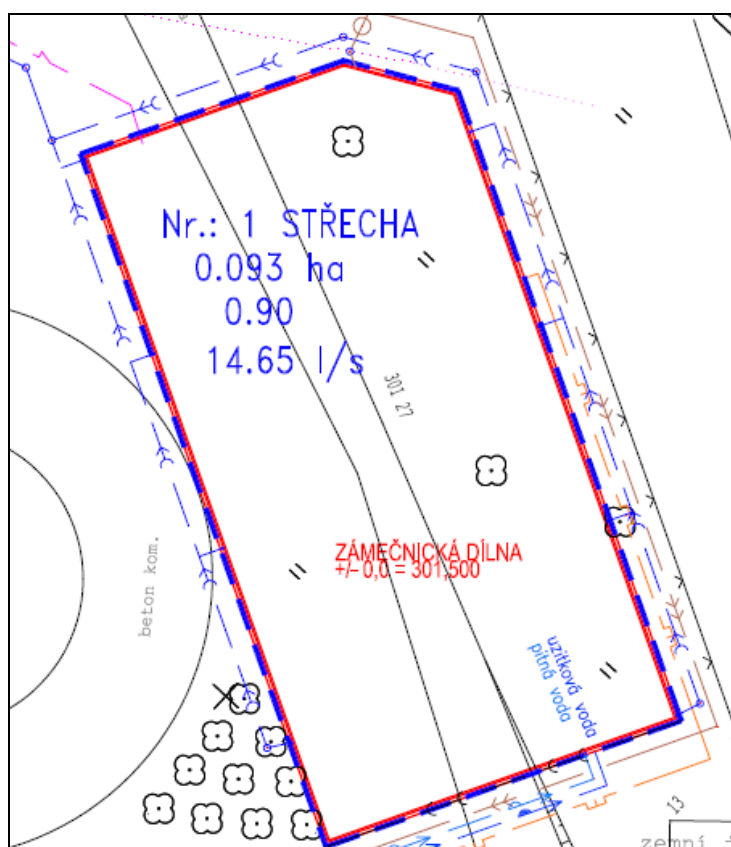 Nr.: 1 STŘECHA
0.093 ha
0.90
14.65 l/s
301 27
ZÁMEČNICKÁ DÍLNA
+/- 0,0 = 301,500
beton kom.
užitková voda
pitná voda
13
zemní